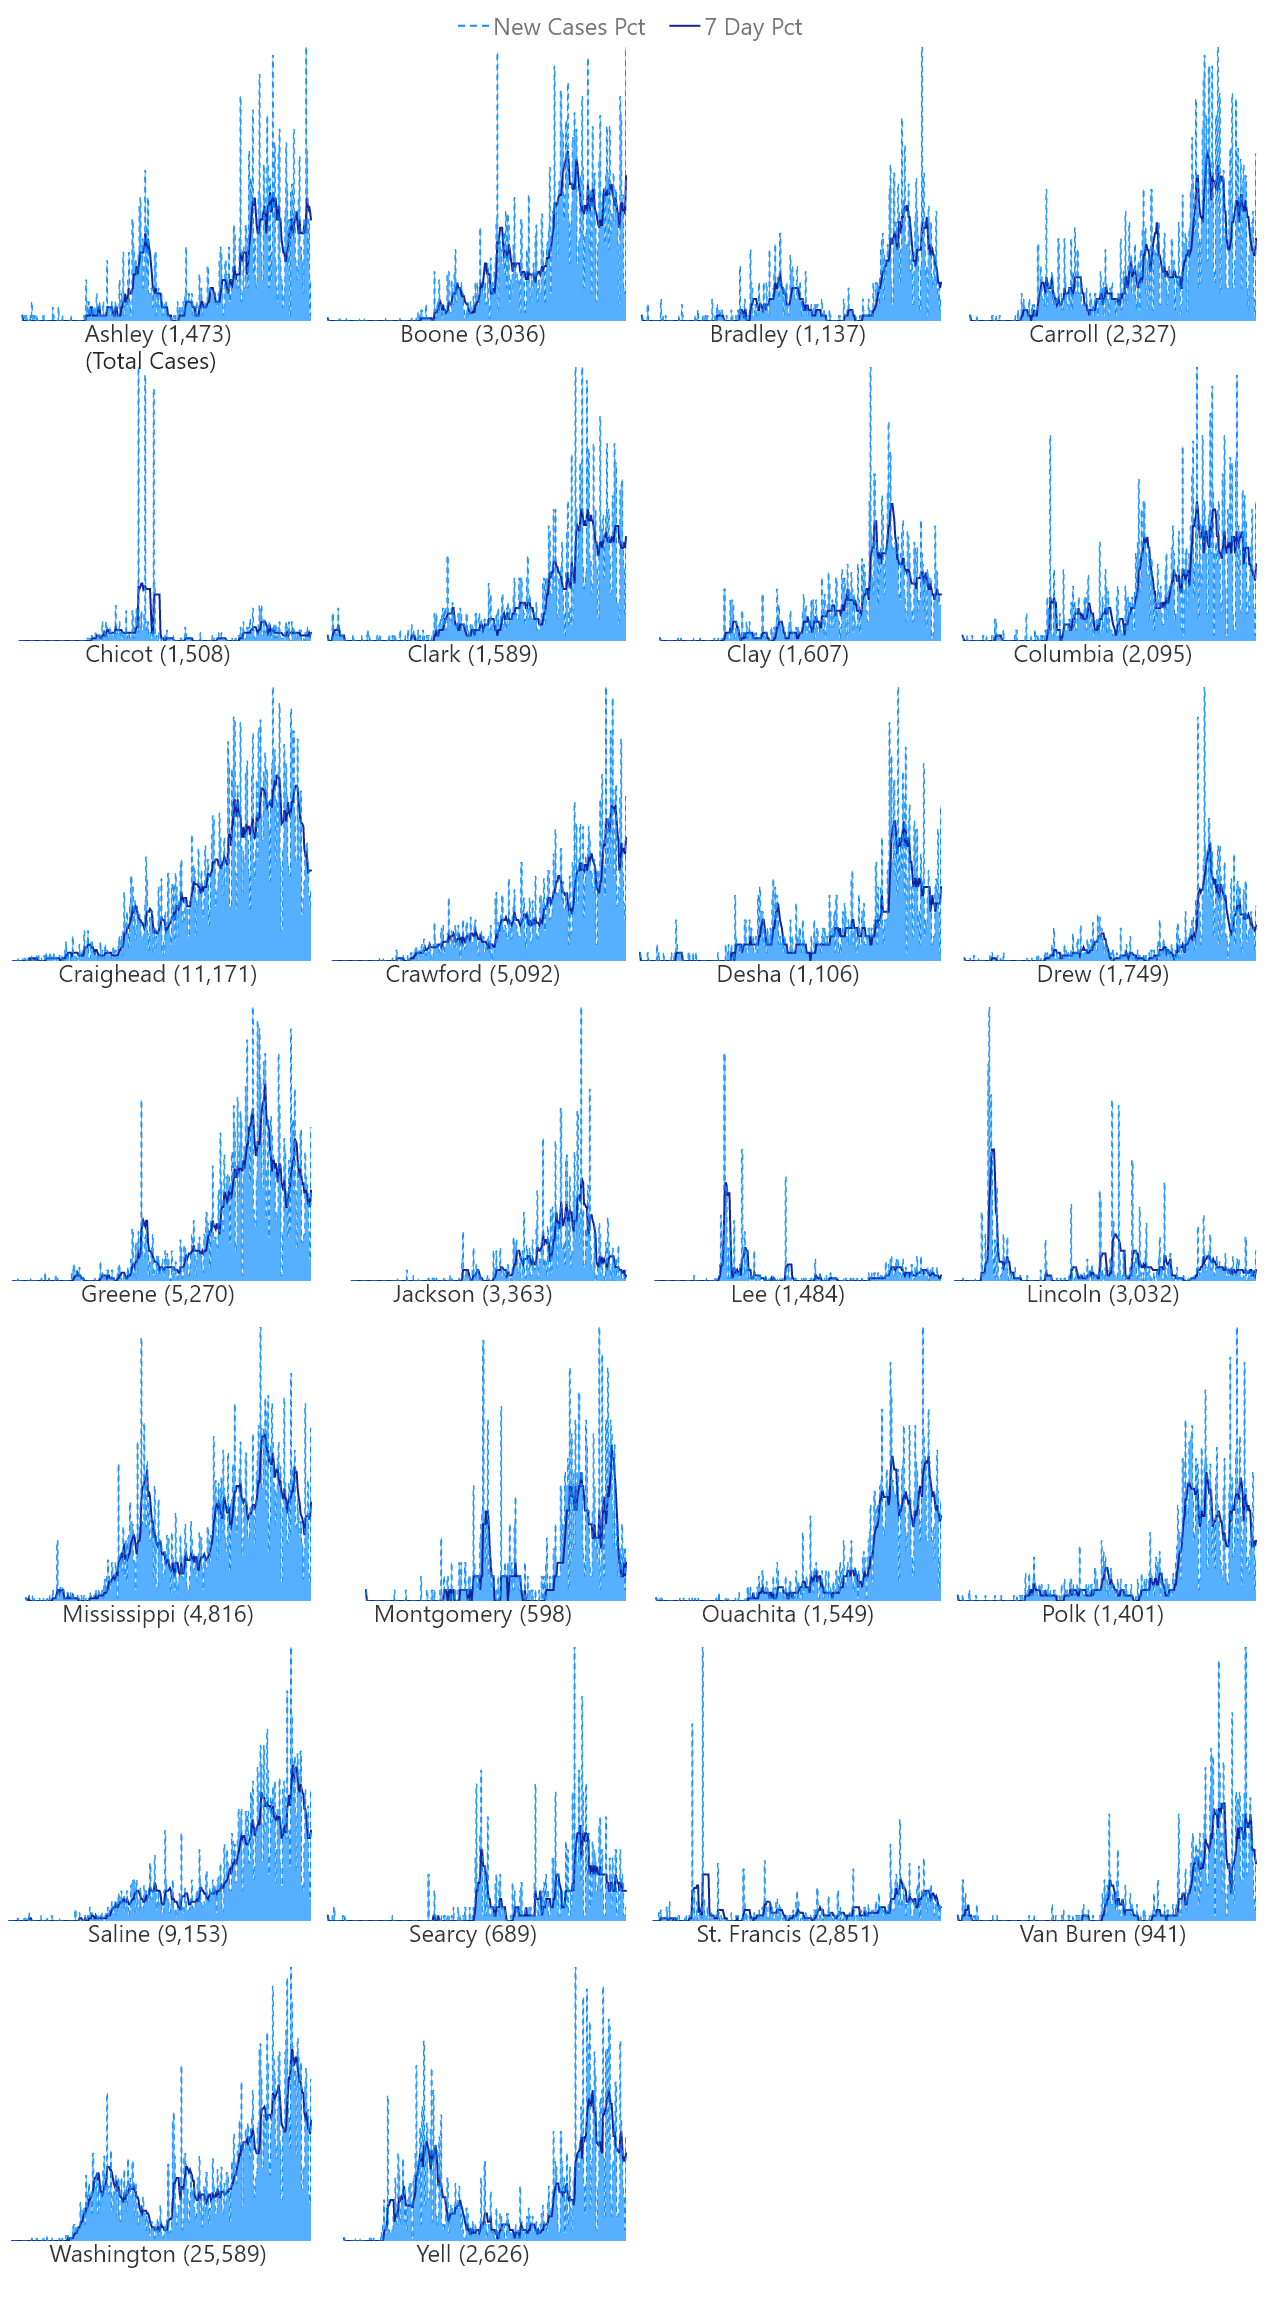 New Cases Pct 7 Day Pct
Ashley (1,473) Boone (3,036) Bradley (1,137) Carroll (2,327)
(Total Cases)
Chicot (1,508) Clark (1,589) Clay (1,607) Columbia (2,095)
Craighead (11,171) Crawford (5,092) Desha (1,106) Drew (1,749)
Greene (5,270) Jackson (3,363) Lee (1,484) Lincoln (3,032)
Mississippi (4,816) Montgomery (598) Ouachita (1,549) Polk (1,401)
Saline (9,153) Searcy (689) St. Francis (2,851) Van Buren (941)
Washington (25,589) Yell (2,626)